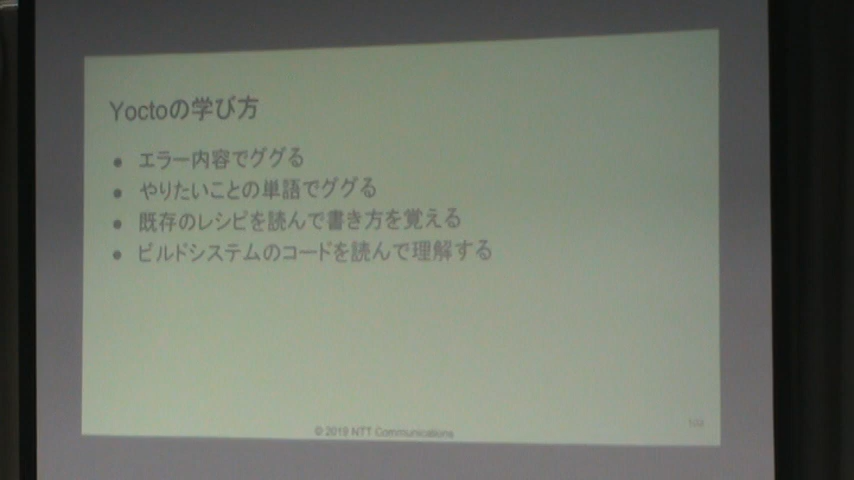 Yoctoの学び方
● エラー内容でググる
● やりたいことの単語でググる
● 既存のレシピを読んで書き方を覚える
● ビルドシステムのコードを読んで理解する
© 2019 NTT Communications